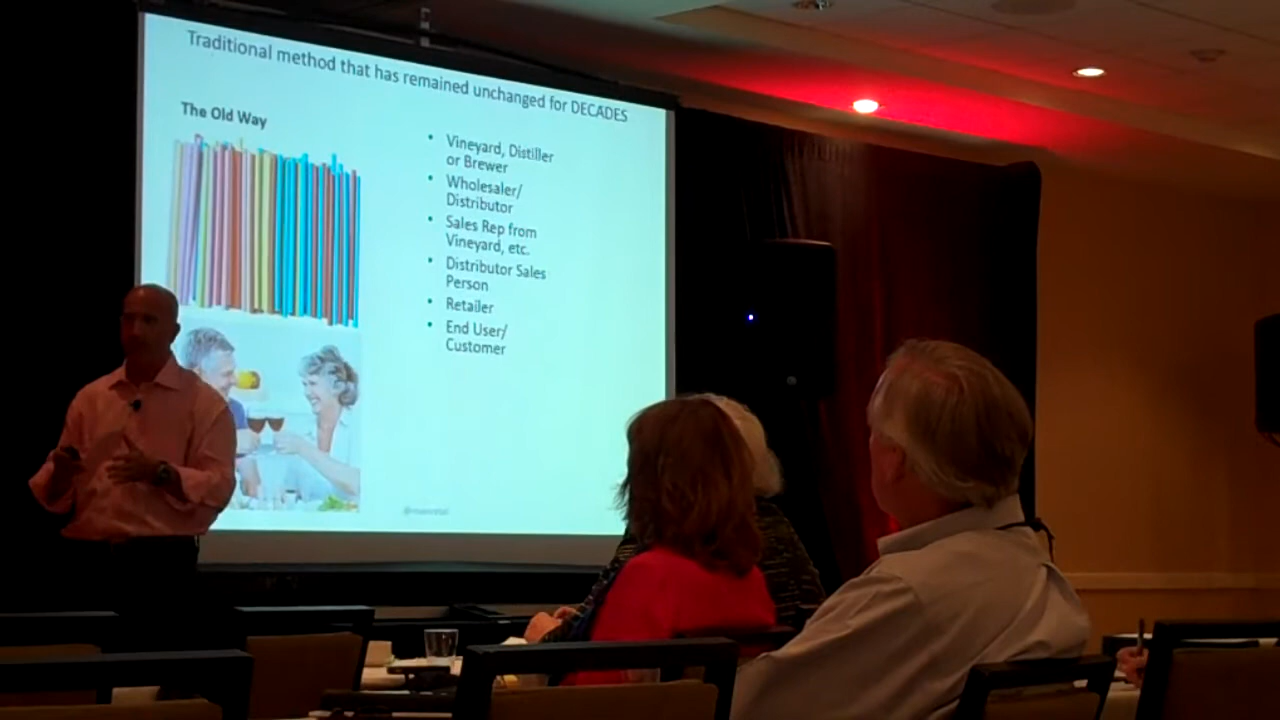 Traditional method that has remained unchanged for DECADES
The Old Way
• Vineyard, Distiller
or Brewer
• Wholesaler/
Distributor
• Sales Rep from
Vineyard, etc.
• Distributor Sales
Person
• Retailer
• End User/
Customer